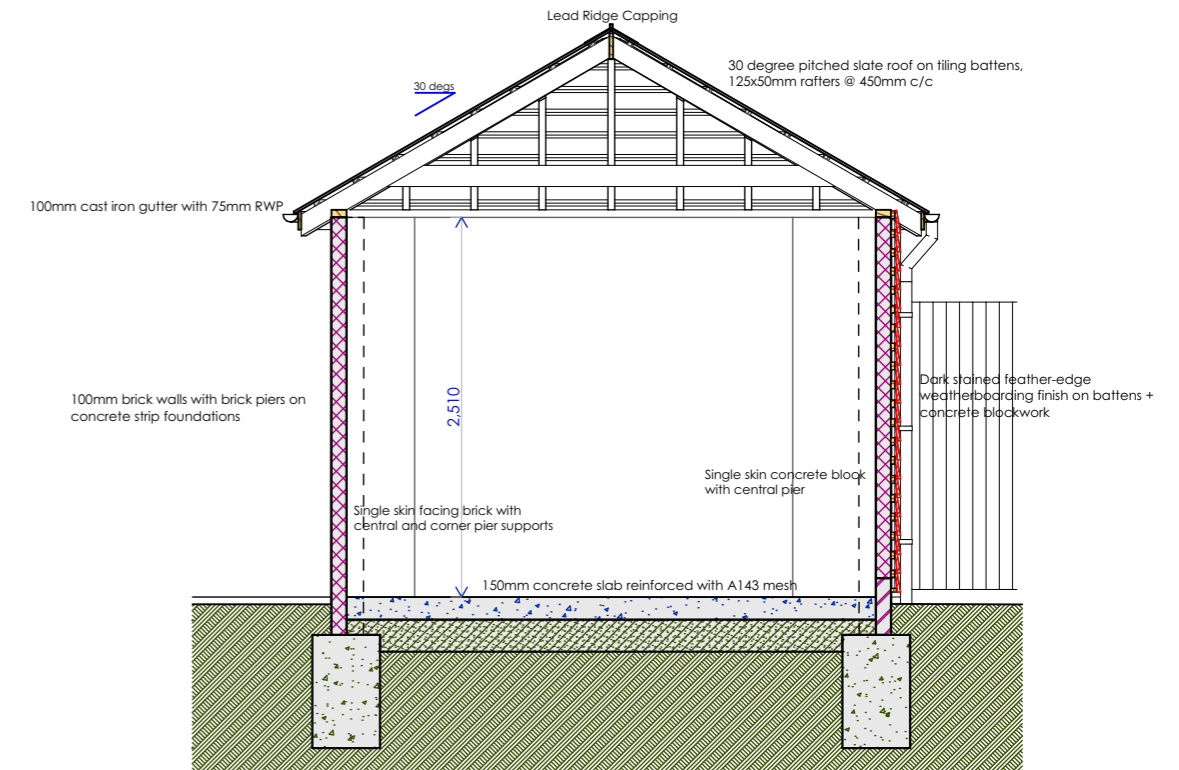 Lead Ridge Capping
30 degree pitched slate roof on tiling battens,
125x50mm rafters @ 450mm c/c
30 degs
100mm cast iron gutter with 75mm RWP
100mm brick walls with brick piers on
concrete strip foundations
2,510
Dark stained feather-edge
weatherboarding finish on battens +
concrete blockwork
Single skin concrete block
with central pier
Single skin facing brick with
central and corner pier supports
150mm concrete slab reinforced with A143 mesh